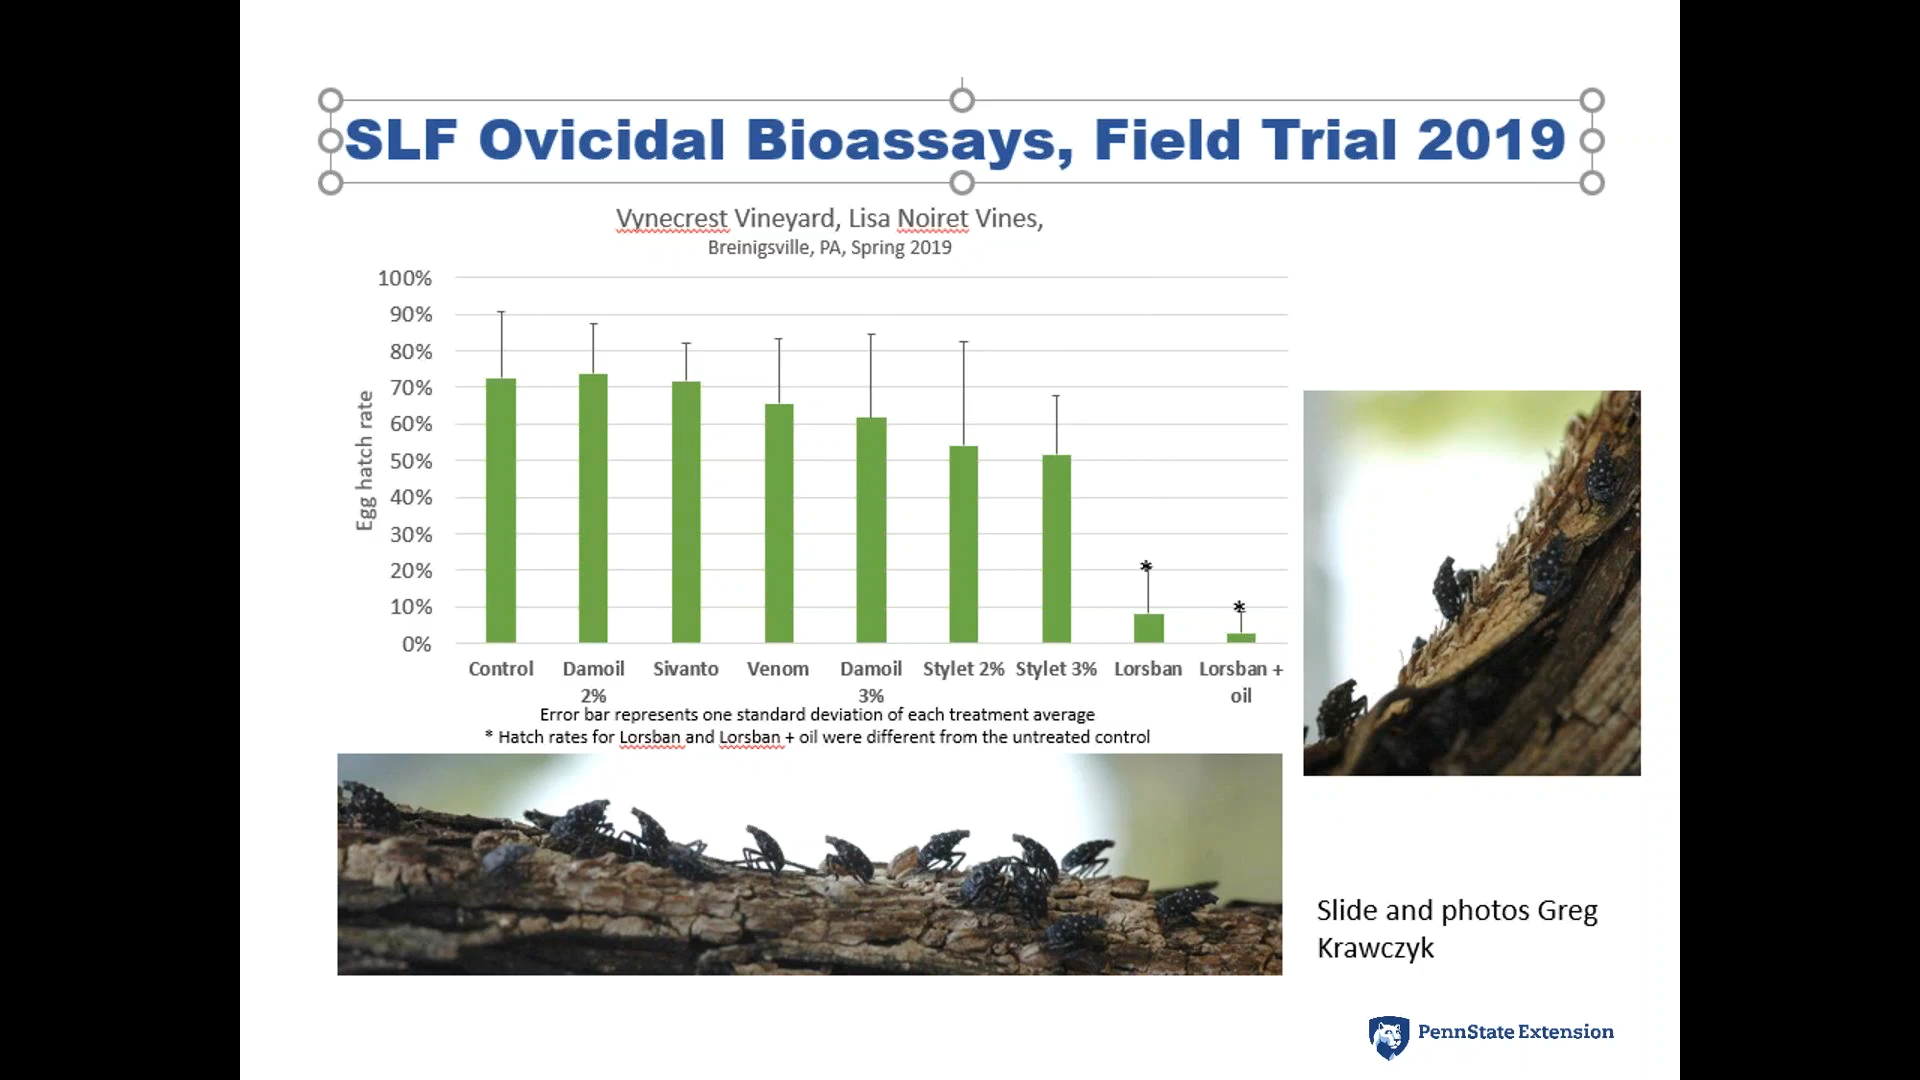 SLF Ovicidal Bioassays, Field Trial 2019
Vynecrest Vineyard, Lisa Noiret Vines,
Breinigsville, PA, Spring 2019
100%
90%
80%
70%
60%
50%
40%
30%
20%
10%
0%
Egg hatch rate
*
*
Control
Damoil
2%
Sivanto
Venom
Damoil
3%
Stylet 2%
Stylet 3%
Lorsban
Lorsban +
oil
Error bar represents one standard deviation of each treatment average
* Hatch rates for Lorsban and Lorsban + oil were different from the untreated control
Slide and photos Greg
Krawczyk
PennState Extension